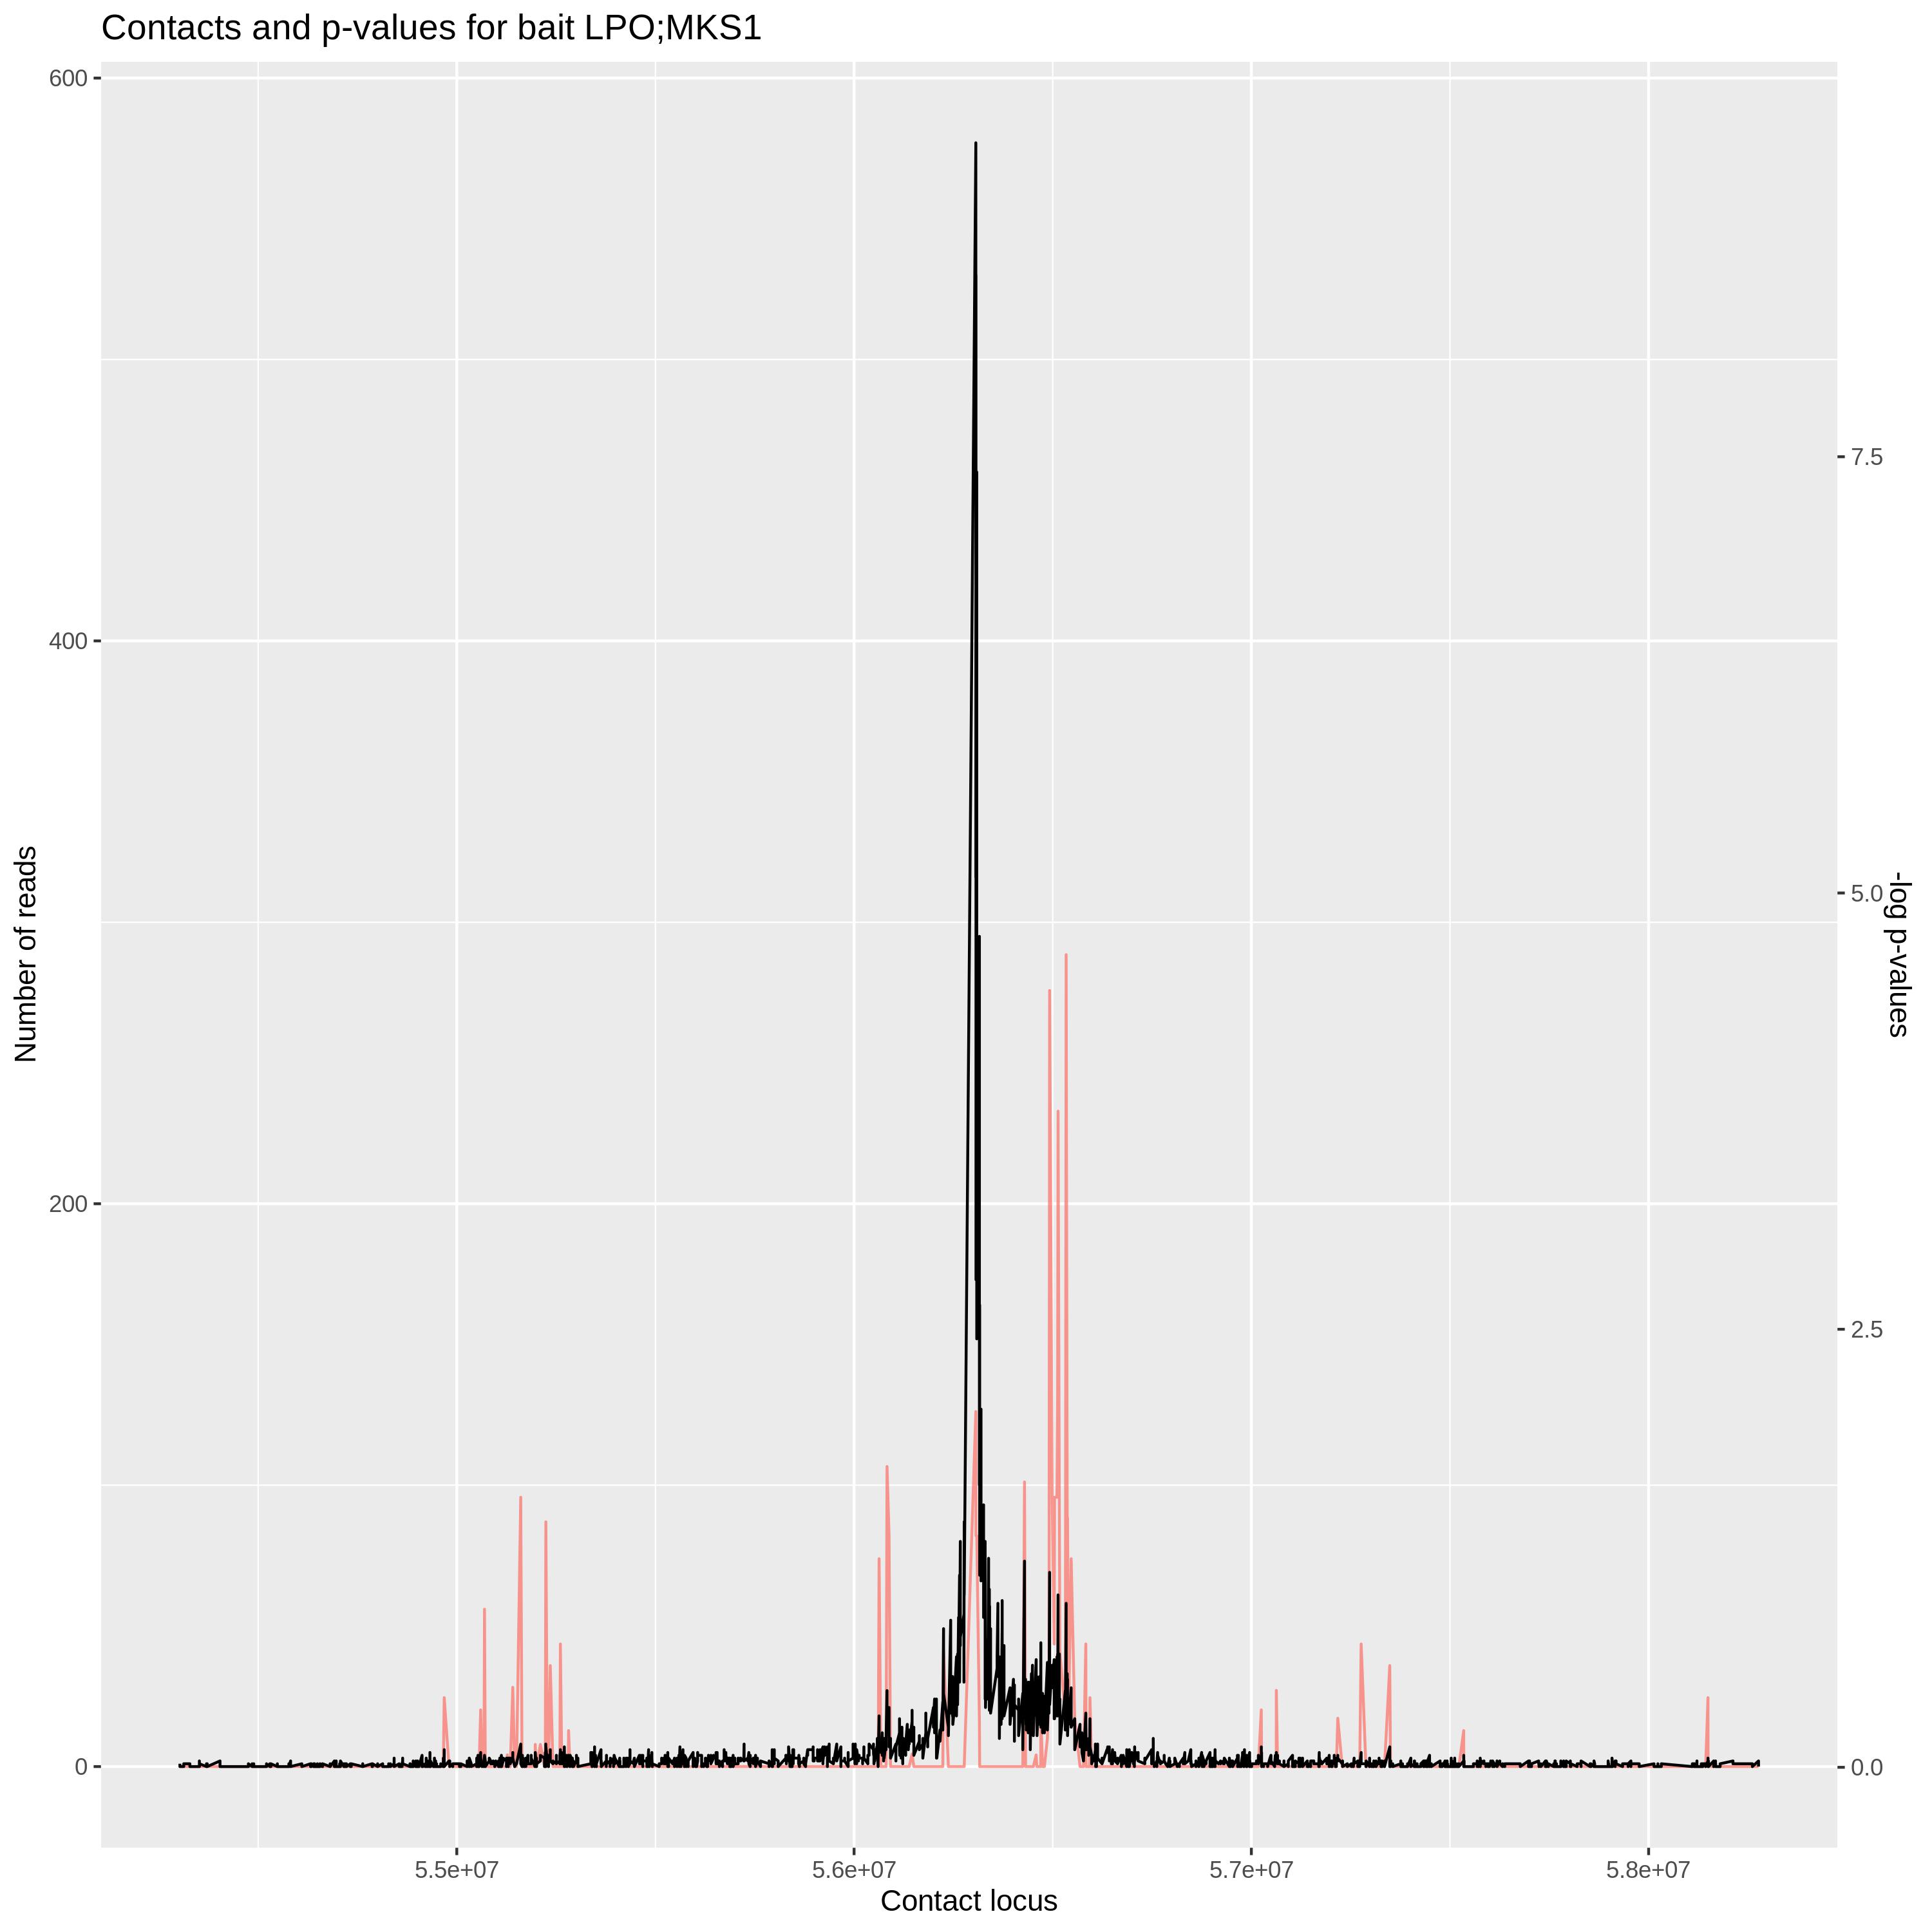 Contacts and p-values for bait LPO;MKS1
600
400
200
0
Number of reads
7.5
5.0
2.5
0.0
-log p-values
5.5e+07
5.6e+07
5.7e+07
5.8e+07
Contact locus